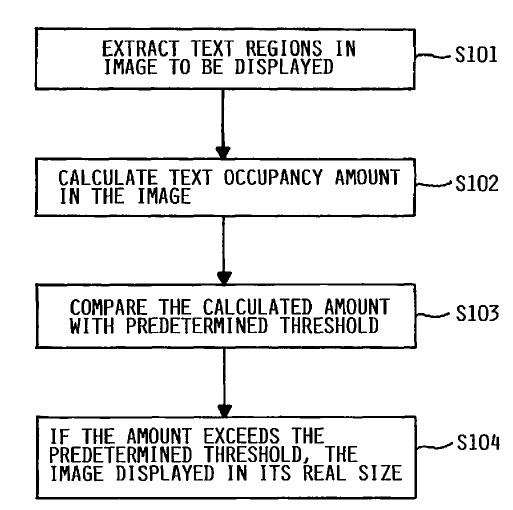 EXTRACT TEXT REGIONS IN
IMAGE TO BE DISPLAYED
S101
CALCULATE TEXT OCCUPANCY AMOUNT
IN THE IMAGE
S102
COMPARE THE CALCULATED AMOUNT
WITH PREDETERMINED THRESHOLD
S103
IF THE AMOUNT EXCEEDS THE
PREDETERMINED THRESHOLD, THE
IMAGE DISPLAYED IN ITS REAL SIZE
S104